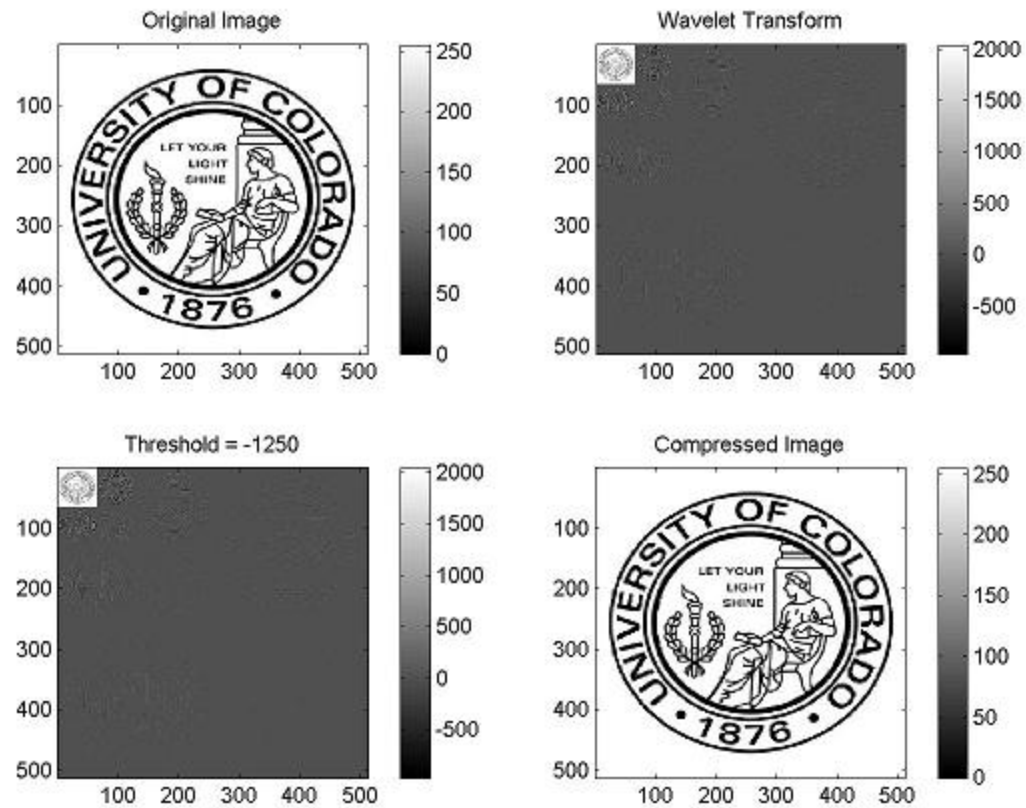 Original Image
250
200
150
100
50
0
100
200
300
400
500
100 200 300 400 500
UNIVERSITY OF COLORADO
• 1876 •
LET YOUR
LIGHT
SHINE
Wavelet Transform
2000
1500
1000
500
0
-500
100
200
300
400
500
100 200 300 400 500
Threshold = -1250
2000
1500
1000
500
0
-500
100
200
300
400
500
100 200 300 400 500
Compressed Image
250
200
150
100
50
0
100
200
300
400
500
100 200 300 400 500
UNIVERSITY OF COLORADO
• 1876 •
LET YOUR
LIGHT
SHINE